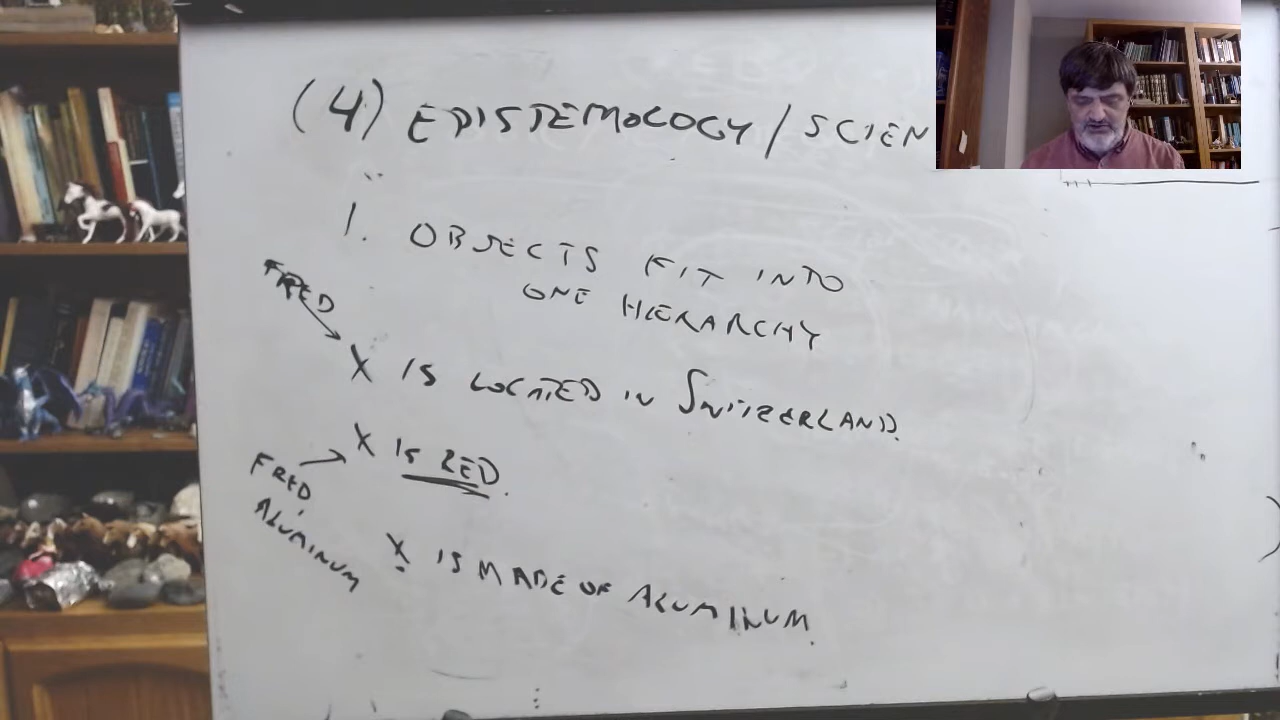 (4) EPISTEMOLOGY / SCIEN
1. OBJECTS FIT INTO
ONE HIERARCHY
FRED
X IS LOCATED IN SWITZERLAND.
X IS RED.
FRED,
ALUMINUM
X IS MADE OF ALUMINUM.